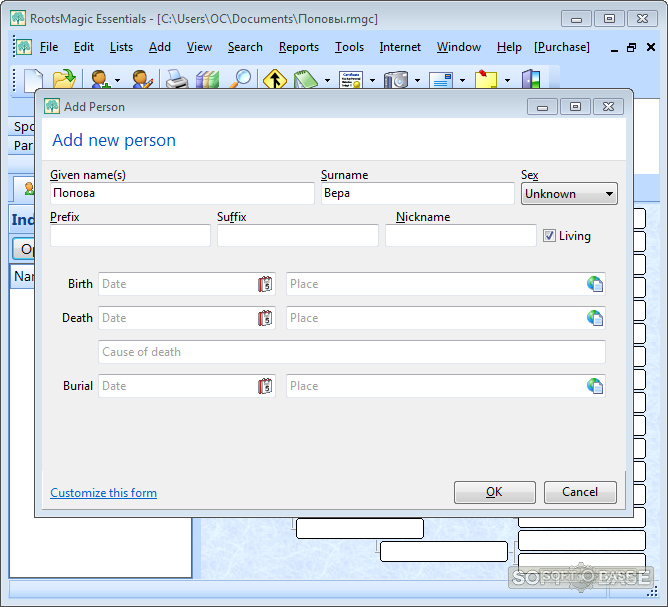 RootsMagic Essentials - [C:\Users\OC\Documents\Поповы.rmgc]
File Edit Lists Add View Search Reports Tools Internet Window Help [Purchase]
Add Person
Spo
Par
Add new person
Given name(s) Surname Sex
Попова Вера Unknown
Prefix Suffix Nickname
Living
Ind
Op
Nar
Birth Date Place
Death Date Place
Cause of death
Burial Date Place
Customize this form OK Cancel
SOFT BASE